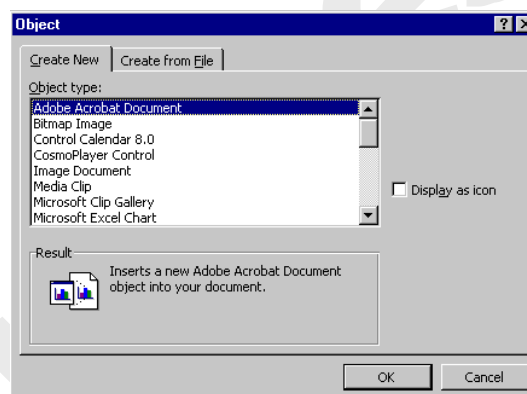 Object
Create New Create from File
Object type:
Adobe Acrobat Document
Bitmap Image
Control Calendar 8.0
CosmoPlayer Control
Image Document
Media Clip
Microsoft Clip Gallery
Microsoft Excel Chart
Display as icon
Result
Inserts a new Adobe Acrobat Document
object into your document.
OK Cancel